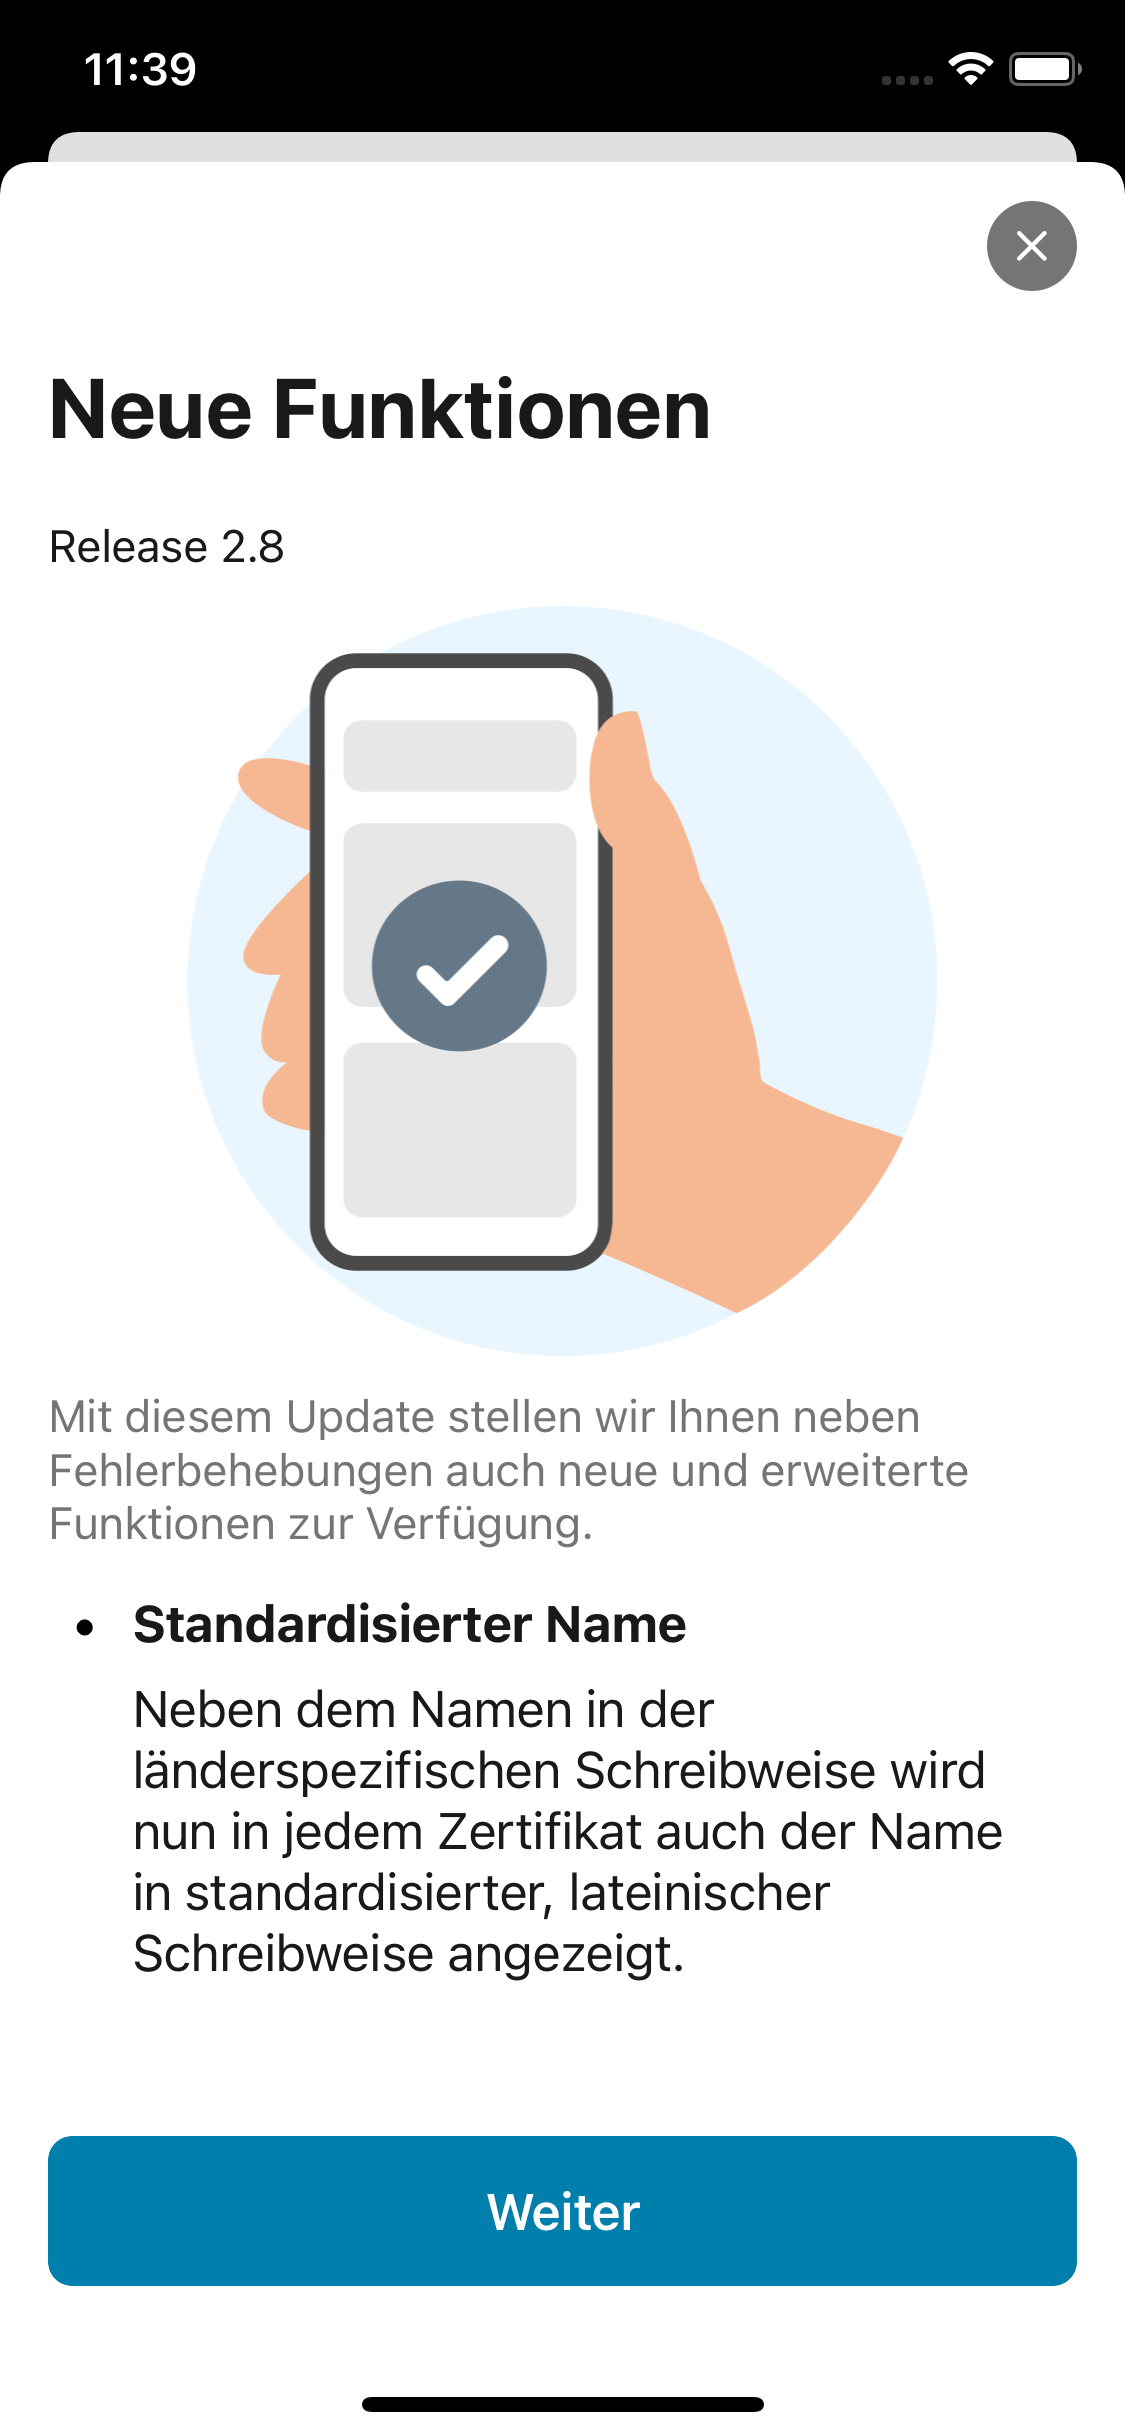 11:39
Neue Funktionen
Release 2.8
Mit diesem Update stellen wir Ihnen neben
Fehlerbehebungen auch neue und erweiterte
Funktionen zur Verfügung.
• Standardisierter Name
Neben dem Namen in der
länderspezifischen Schreibweise wird
nun in jedem Zertifikat auch der Name
in standardisierter, lateinischer
Schreibweise angezeigt.
Weiter